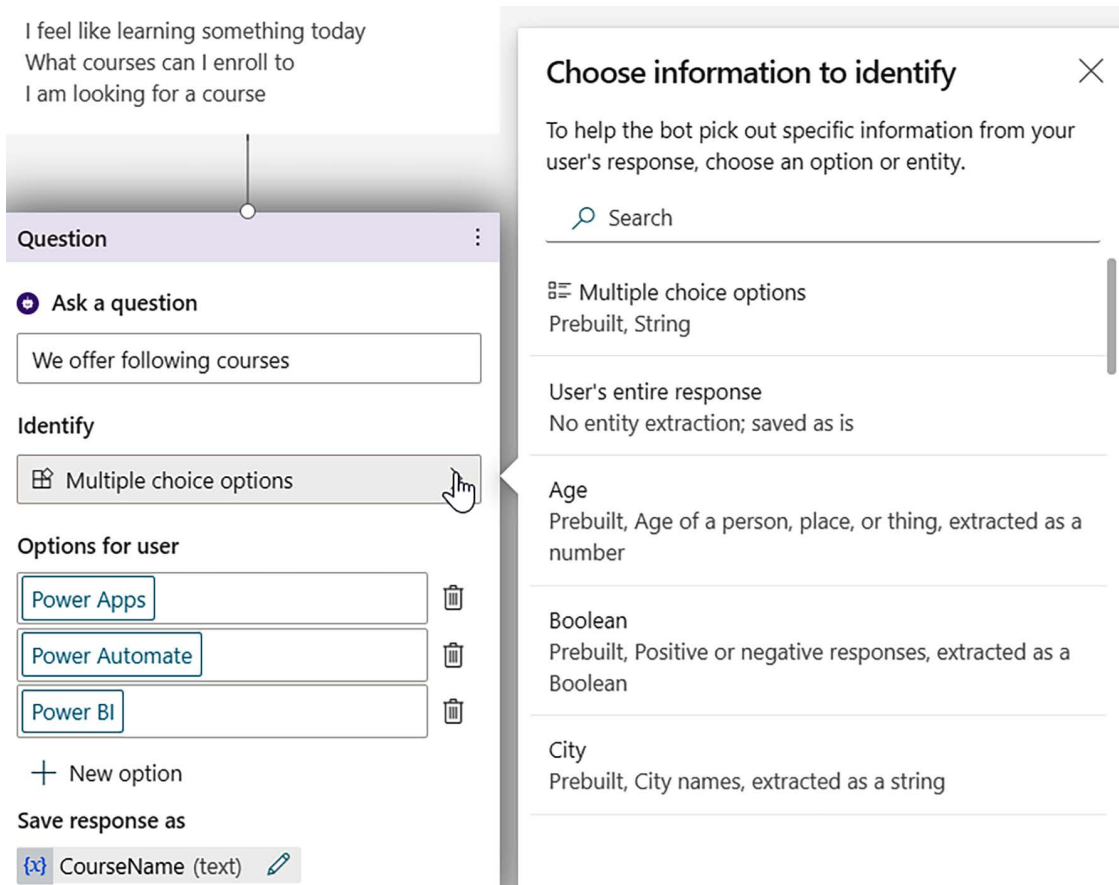 I feel like learning something today
What courses can I enroll to
I am looking for a course
Question
Ask a question
We offer following courses
Identify
Multiple choice options
Options for user
Power Apps
Power Automate
Power BI
New option
Save response as
{x} CourseName (text)
Choose information to identify
To help the bot pick out specific information from your
user's response, choose an option or entity.
Search
Multiple choice options
Prebuilt, String
User's entire response
No entity extraction; saved as is
Age
Prebuilt, Age of a person, place, or thing, extracted as a
number
Boolean
Prebuilt, Positive or negative responses, extracted as a
Boolean
City
Prebuilt, City names, extracted as a string